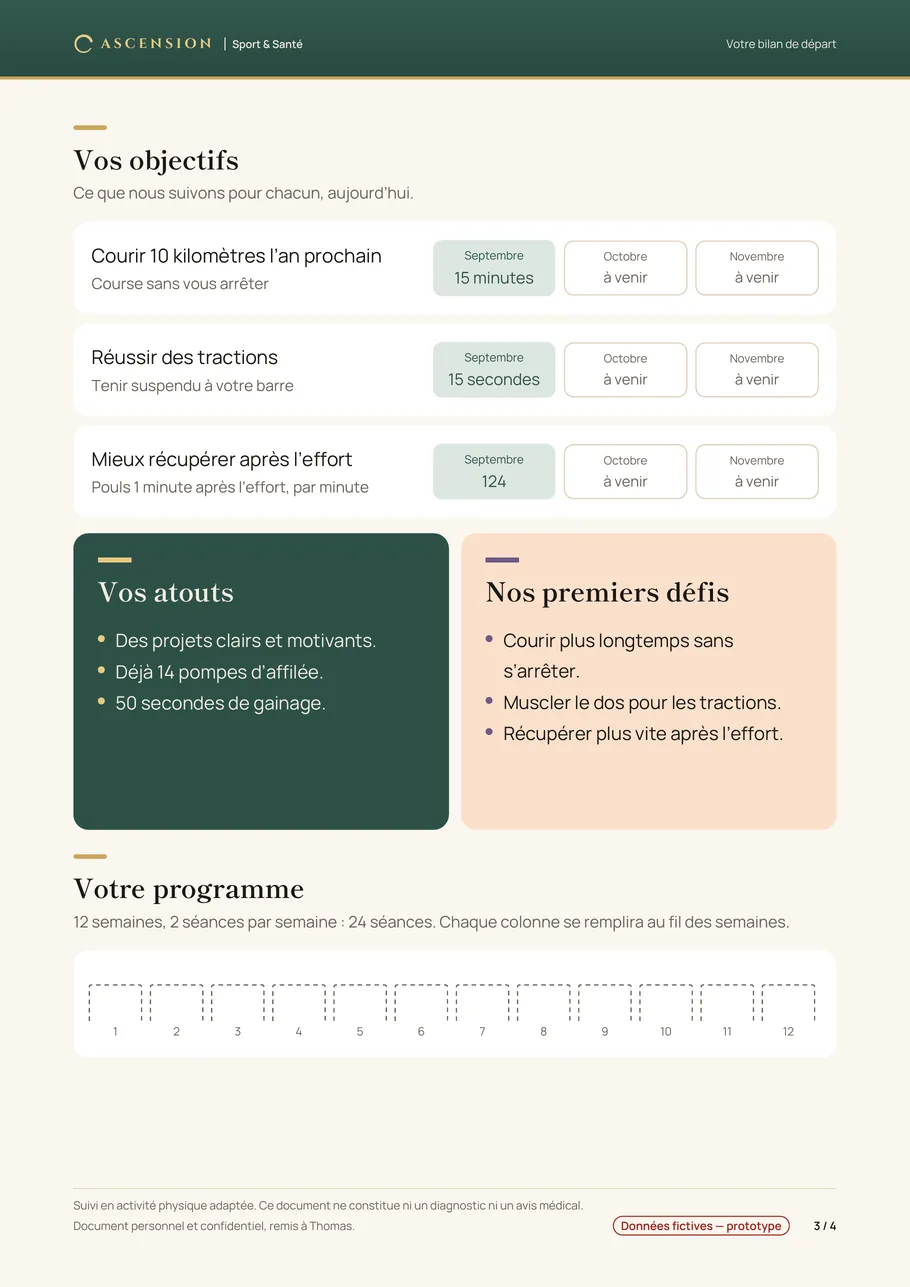 ASCENSION | Sport & Santé
Votre bilan de départ
Vos objectifs
Ce que nous suivons pour chacun, aujourd'hui.
Courir 10 kilomètres l'an prochain
Course sans vous arrêter
Septembre
15 minutes
Octobre
à venir
Novembre
à venir
Réussir des tractions
Tenir suspendu à votre barre
Septembre
15 secondes
Octobre
à venir
Novembre
à venir
Mieux récupérer après l'effort
Pouls 1 minute après l'effort, par minute
Septembre
124
Octobre
à venir
Novembre
à venir
Vos atouts
• Des projets clairs et motivants.
• Déjà 14 pompes d'affilée.
• 50 secondes de gainage.
Nos premiers défis
• Courir plus longtemps sans
s'arrêter.
• Muscler le dos pour les tractions.
• Récupérer plus vite après l'effort.
Votre programme
12 semaines, 2 séances par semaine : 24 séances. Chaque colonne se remplira au fil des semaines.
1 2 3 4 5 6 7 8 9 10 11 12
Suivi en activité physique adaptée. Ce document ne constitue ni un diagnostic ni un avis médical.
Document personnel et confidentiel, remis à Thomas.
Données fictives — prototype
3 / 4